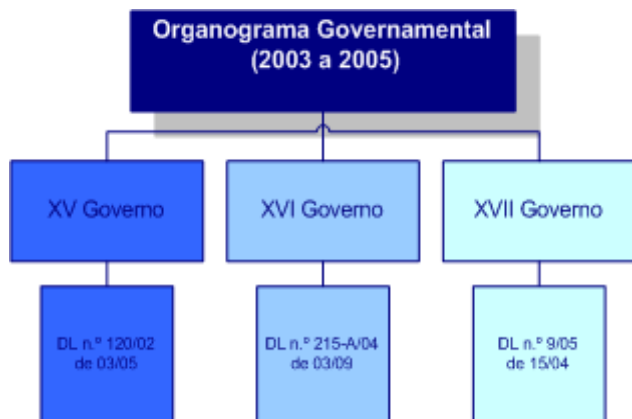 Organograma Governamental
(2003 a 2005)
XV Governo
XVI Governo
XVII Governo
DL n.º 120/02
de 03/05
DL n.º 215-A/04
de 03/09
DL n.º 9/05
de 15/04